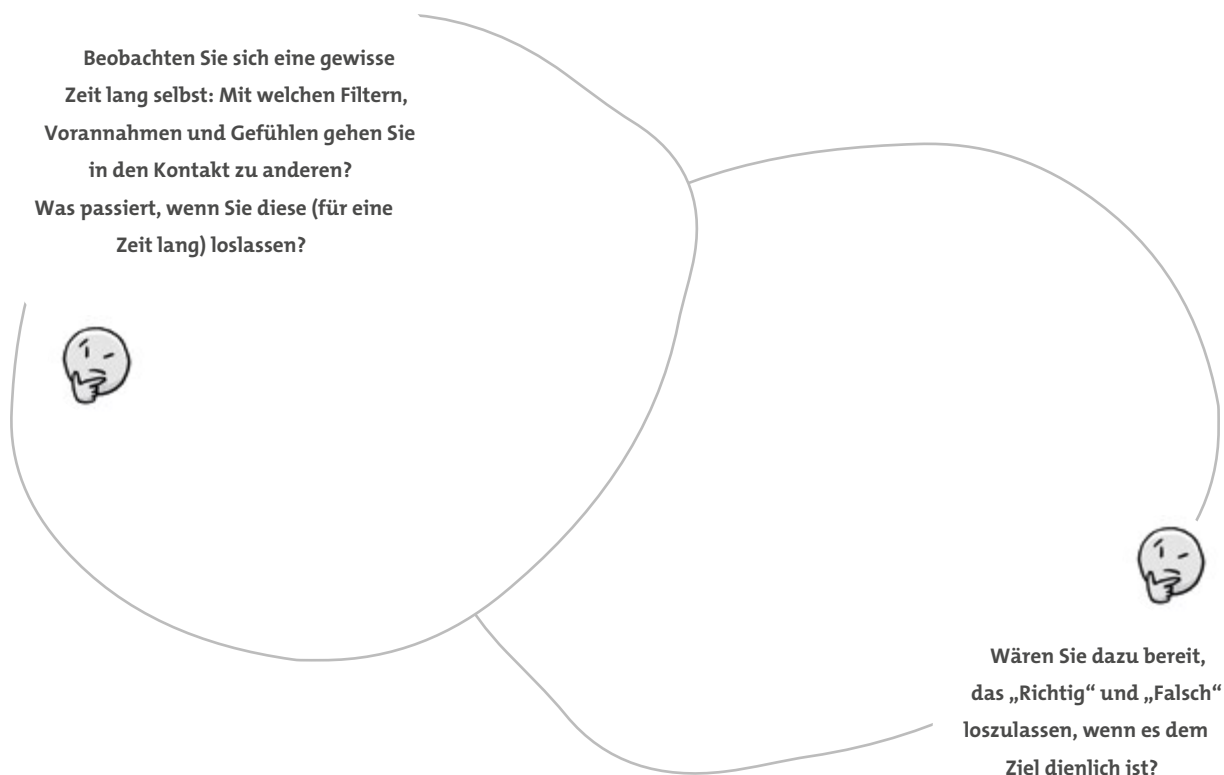 Beobachten Sie sich eine gewisse
Zeit lang selbst: Mit welchen Filtern,
Vorannahmen und Gefühlen gehen Sie
in den Kontakt zu anderen?
Was passiert, wenn Sie diese (für eine
Zeit lang) loslassen?
Wären Sie dazu bereit,
das „Richtig“ und „Falsch“
loszulassen, wenn es dem
Ziel dienlich ist?